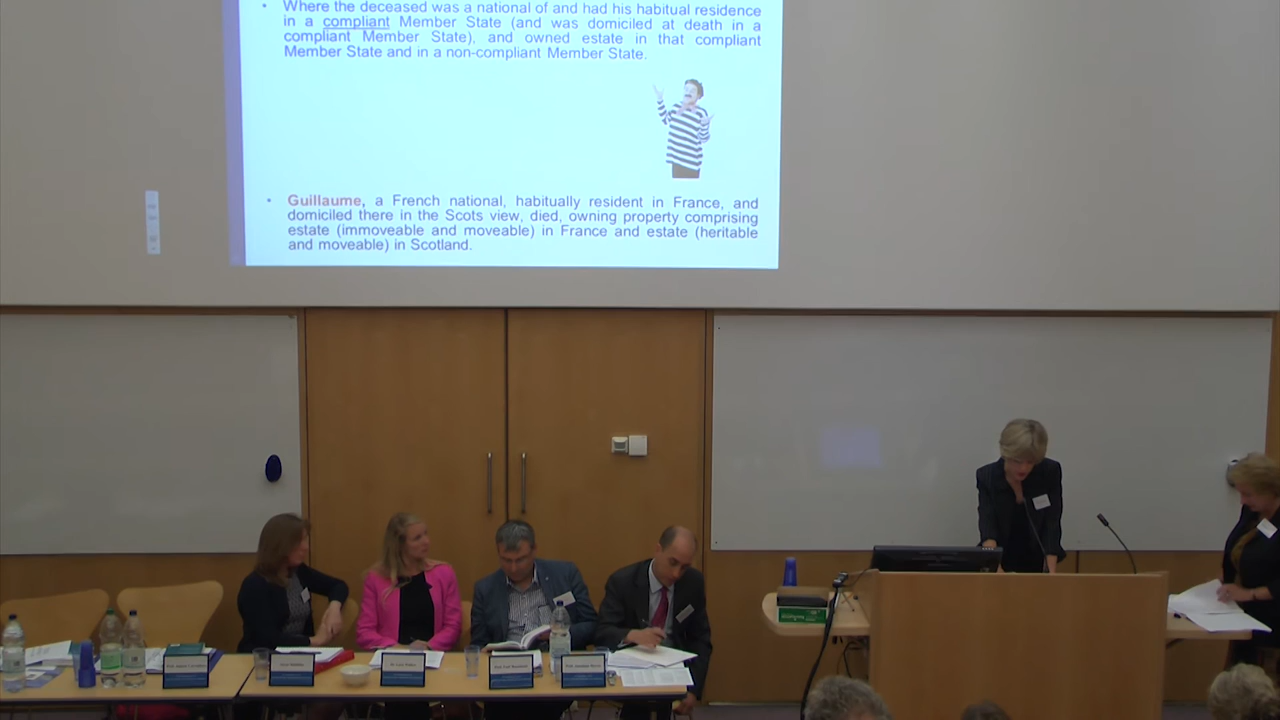 • Where the deceased was a national of and had his habitual residence
in a compliant Member State (and was domiciled at death in a
compliant Member State), and owned estate in that compliant
Member State and in a non-compliant Member State.
• Guillaume, a French national, habitually resident in France, and
domiciled there in the Scots view, died, owning property comprising
estate (immoveable and moveable) in France and estate (heritable
and moveable) in Scotland.